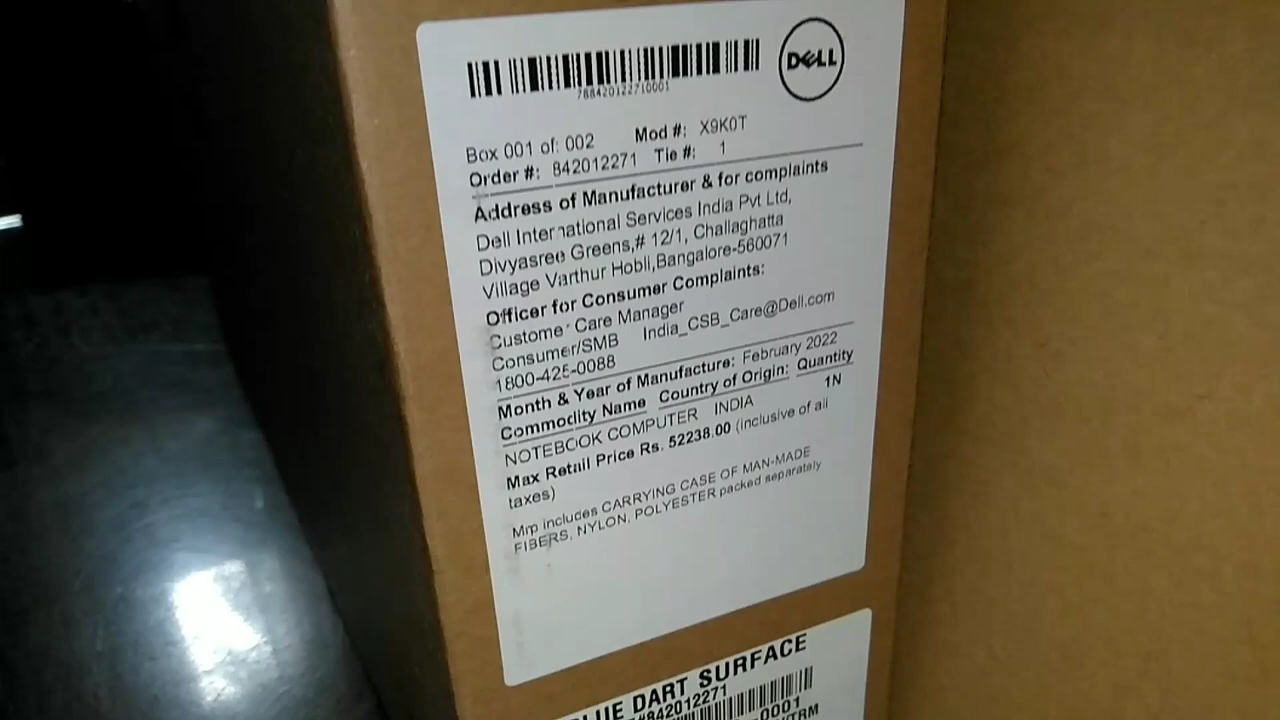 DELL
788420122710001
Box 001 of: 002 Mod #: X9K0T
Order #: 842012271 Tie #: 1
Address of Manufacturer & for complaints
Dell International Services India Pvt Ltd,
Divyasree Greens,# 12/1, Challaghatta
Village Varthur Hobli,Bangalore-560071
Officer for Consumer Complaints:
Customer Care Manager
Consumer/SMB India_CSB_Care@Dell.com
1800-425-0088
Month & Year of Manufacture: February 2022
Commodity Name Country of Origin: Quantity
NOTEBOOK COMPUTER INDIA 1N
Max Retail Price Rs. 52238.00 (inclusive of all
taxes)
Mrp includes CARRYING CASE OF MAN-MADE
FIBERS, NYLON, POLYESTER packed separately
DART SURFACE
#842012271